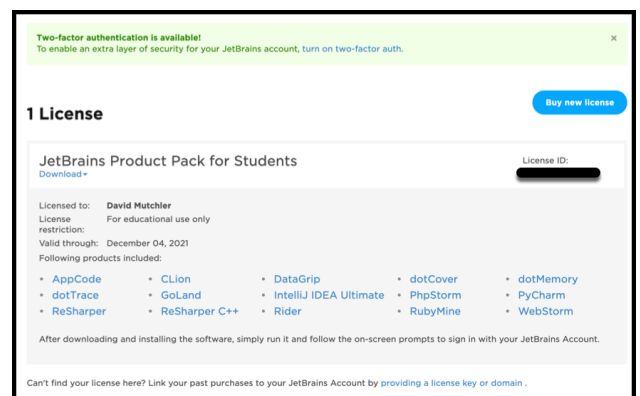 Two-factor authentication is available!
To enable an extra layer of security for your JetBrains account, turn on two-factor auth.
×
Buy new license
1 License
JetBrains Product Pack for Students
License ID:
Download
Licensed to: David Mutchler
License restriction: For educational use only
Valid through: December 04, 2021
Following products included:
• AppCode • CLion • DataGrip • dotCover • dotMemory
• dotTrace • GoLand • IntelliJ IDEA Ultimate • PhpStorm • PyCharm
• ReSharper • ReSharper C++ • Rider • RubyMine • WebStorm
After downloading and installing the software, simply run it and follow the on-screen prompts to sign in with your JetBrains Account.
Can't find your license here? Link your past purchases to your JetBrains Account by providing a license key or domain .